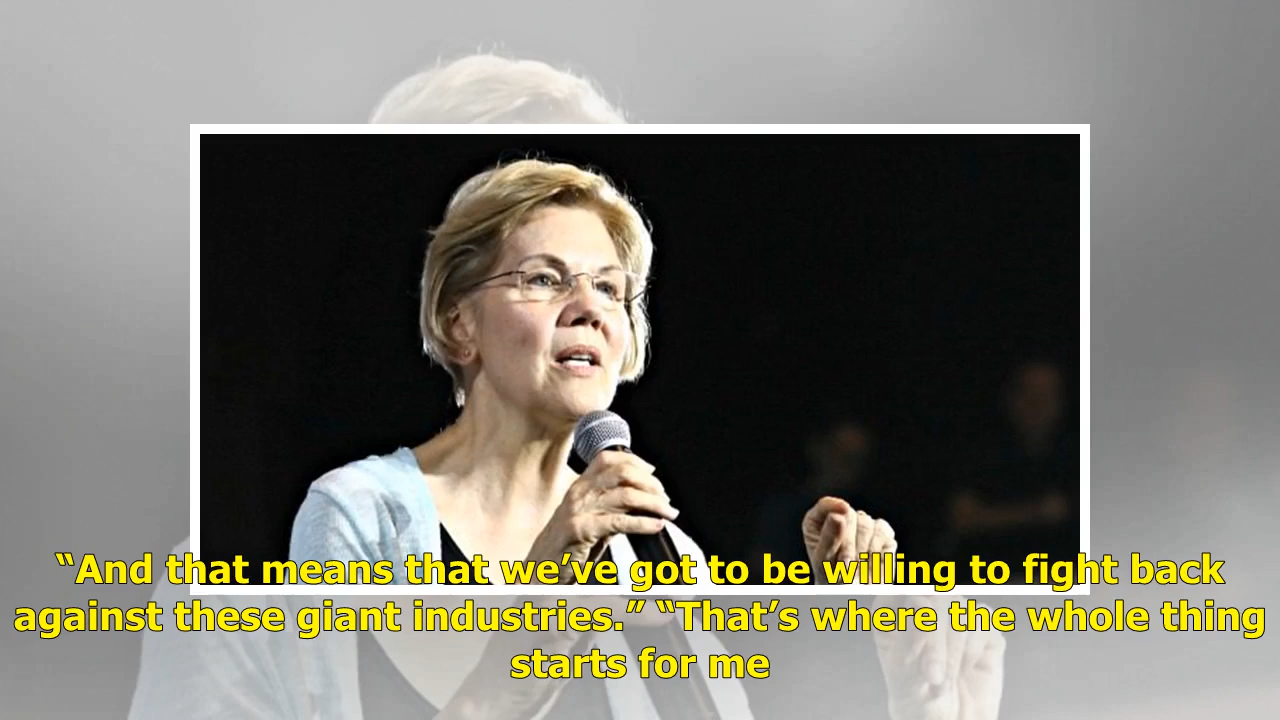 “And that means that we’ve got to be willing to fight back
against these giant industries.” “That’s where the whole thing
starts for me